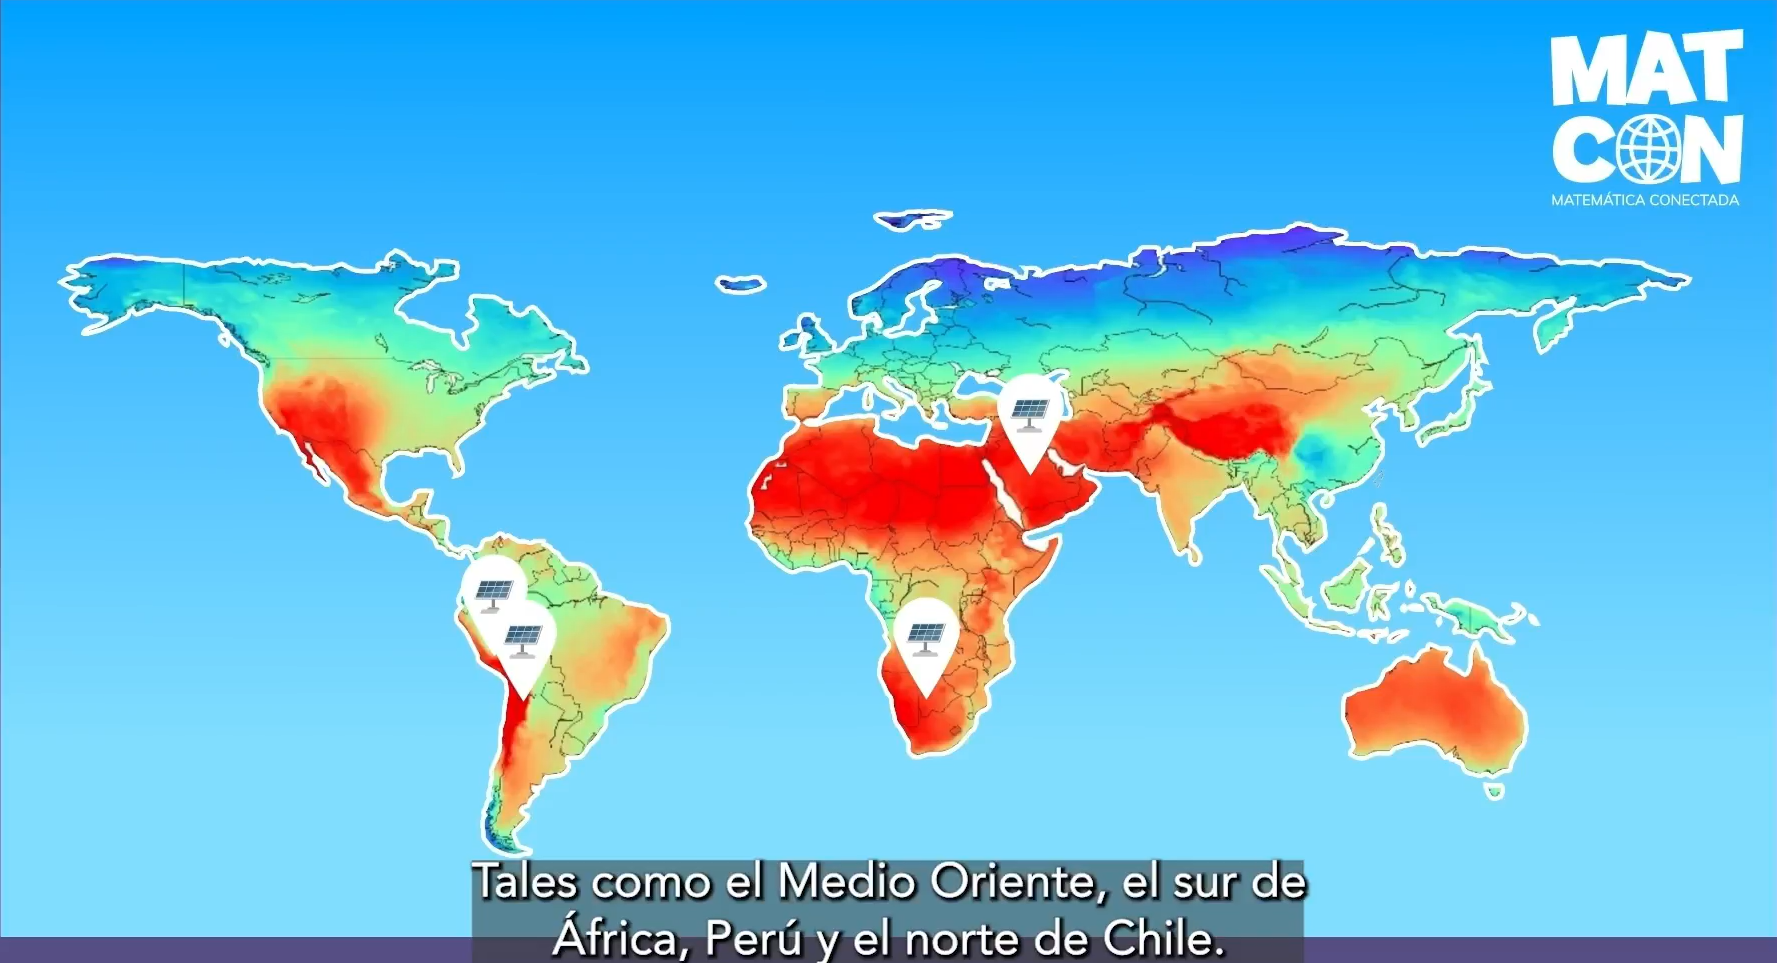 MAT
CON
MATEMÁTICA CONECTADA
Tales como el Medio Oriente, el sur de
África, Perú y el norte de Chile.